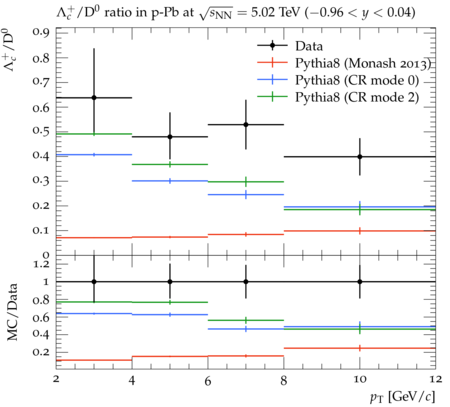 Λc+/D0 ratio in p-Pb at √sNN = 5.02 TeV (−0.96 < y < 0.04)
Λc+/D0
Data
Pythia8 (Monash 2013)
Pythia8 (CR mode 0)
Pythia8 (CR mode 2)
0.9
0.8
0.7
0.6
0.5
0.4
0.3
0.2
0.1
0
MC/Data
1.2
1
0.8
0.6
0.4
0.2
2 4 6 8 10 12
pT [GeV/c]